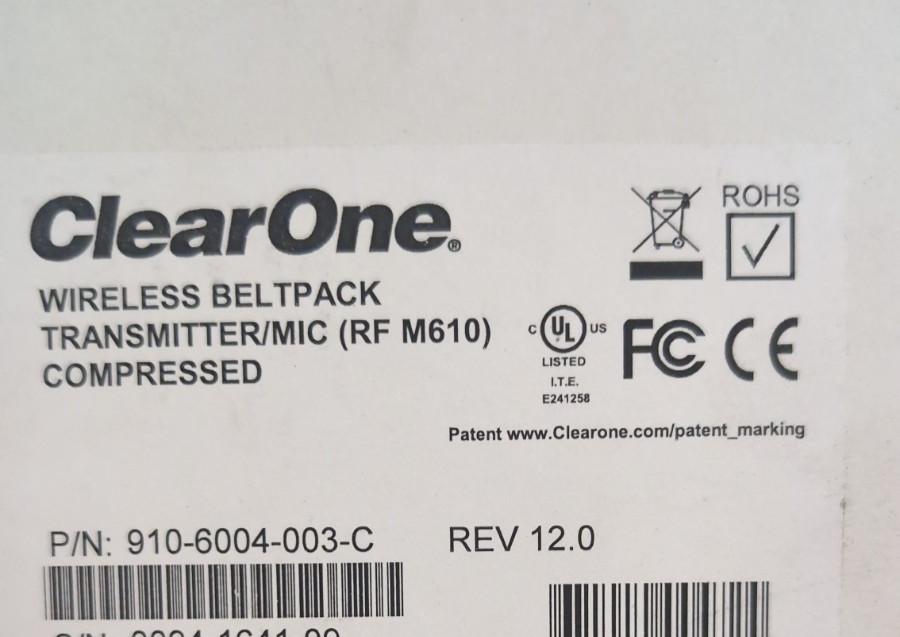 ClearOne®
WIRELESS BELTPACK
TRANSMITTER/MIC (RF M610)
COMPRESSED
ROHS
C UL US
LISTED
I.T.E.
E241258
FC CE
Patent www.Clearone.com/patent_marking
P/N: 910-6004-003-C
REV 12.0